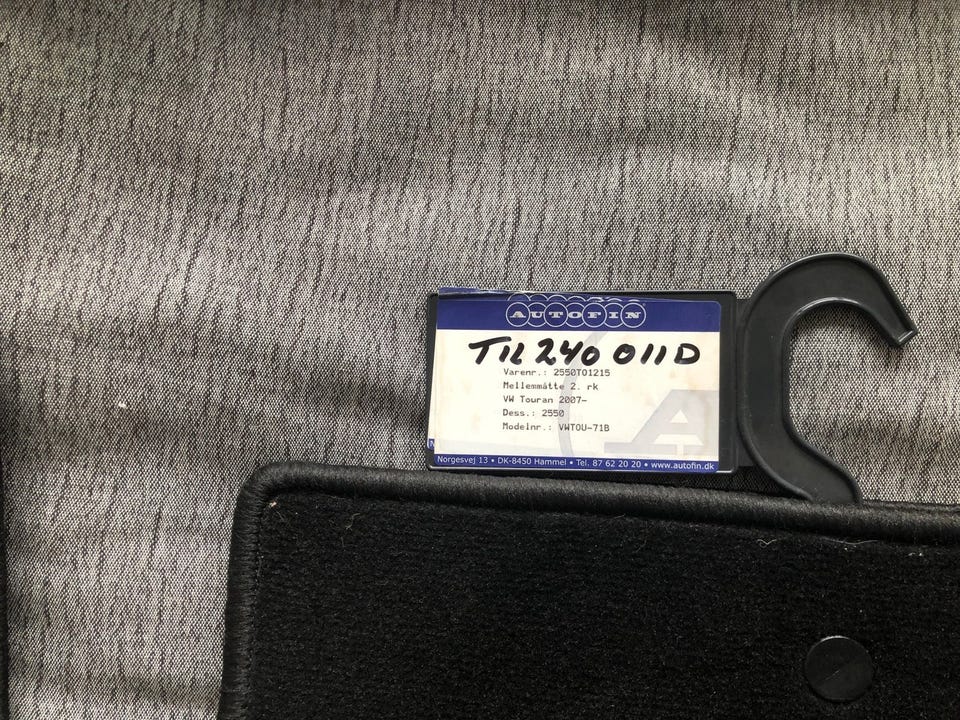 AUTOFIN
TIL 240 011D
Varenr.: 2550T01215
Mellemmåtte 2. rk
VW Touran 2007-
Dess.: 2550
Modelnr.: VWTOU-71B
Norgesvej 13 • DK-8450 Hammel • Tel. 87 62 20 20 • www.autofin.dk